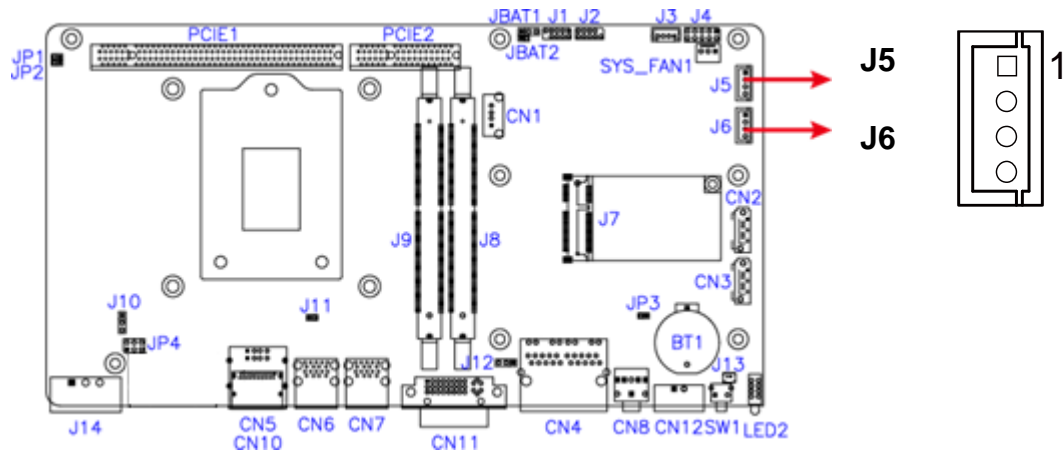 JBAT1 J1 J2 J3 J4
PCIE1 PCIE2
JBAT2
JP1
JP2
SYS_FAN1
J5
J5
1
J6
J6
CN1
CN2
J7
J9 J8
CN3
J10
J11
JP3
JP4
BT1
J12
J13
J14
CN5 CN6 CN7
CN10
CN11
CN4
CN8 CN12 SW1 LED2